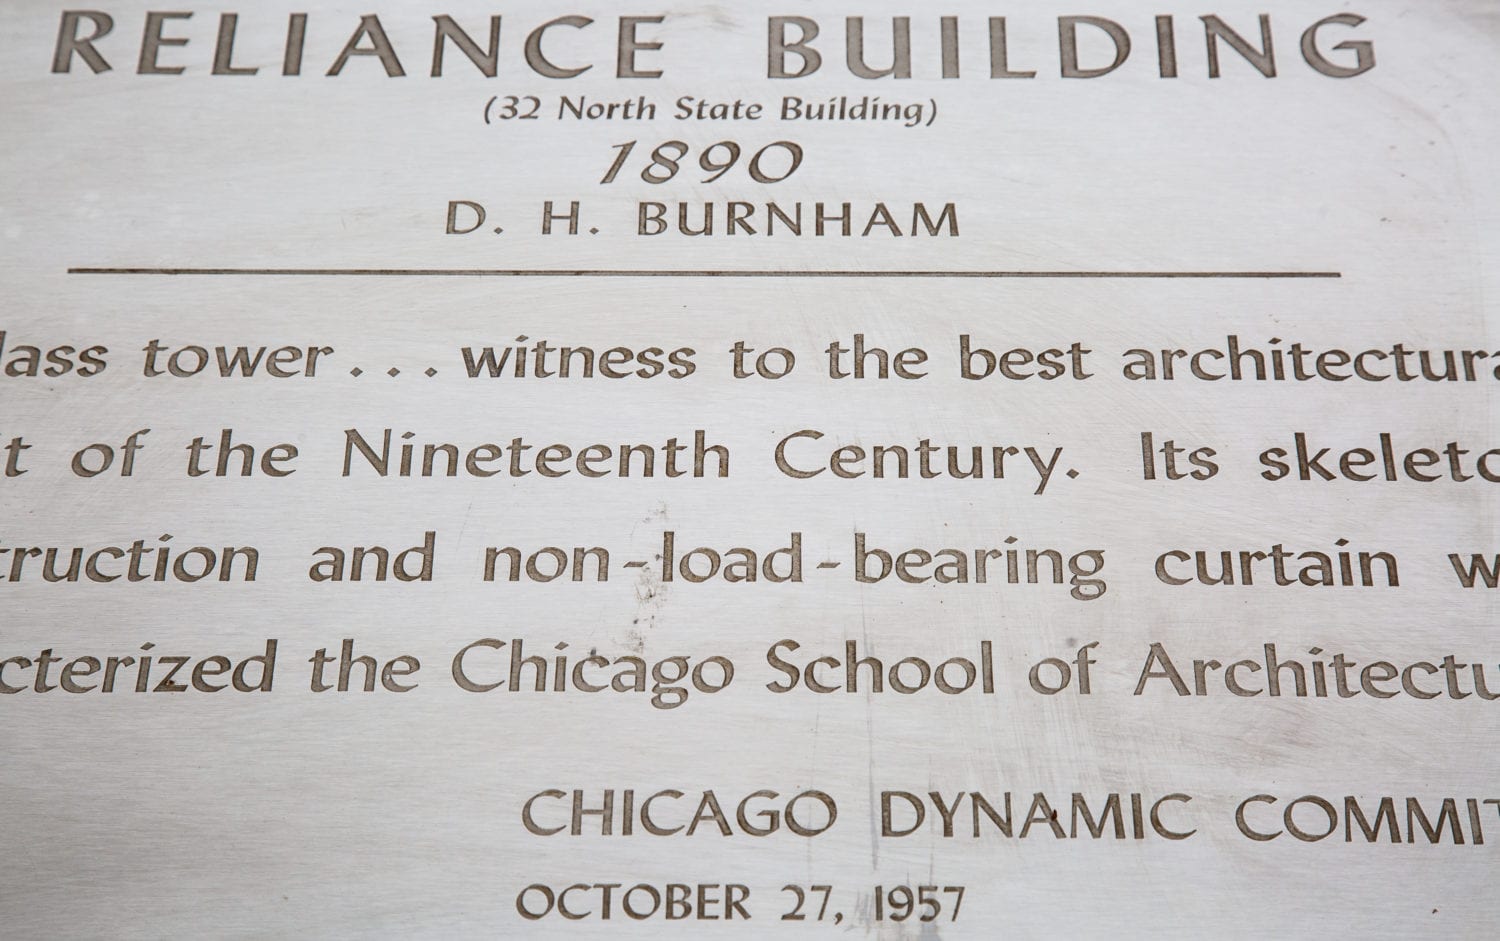 RELIANCE BUILDING
(32 North State Building)
1890
D. H. BURNHAM
lass tower... witness to the best architectura
t of the Nineteenth Century. Its skeleto
truction and non-load-bearing curtain w
cterized the Chicago School of Architectu
CHICAGO DYNAMIC COMMIT
OCTOBER 27, 1957